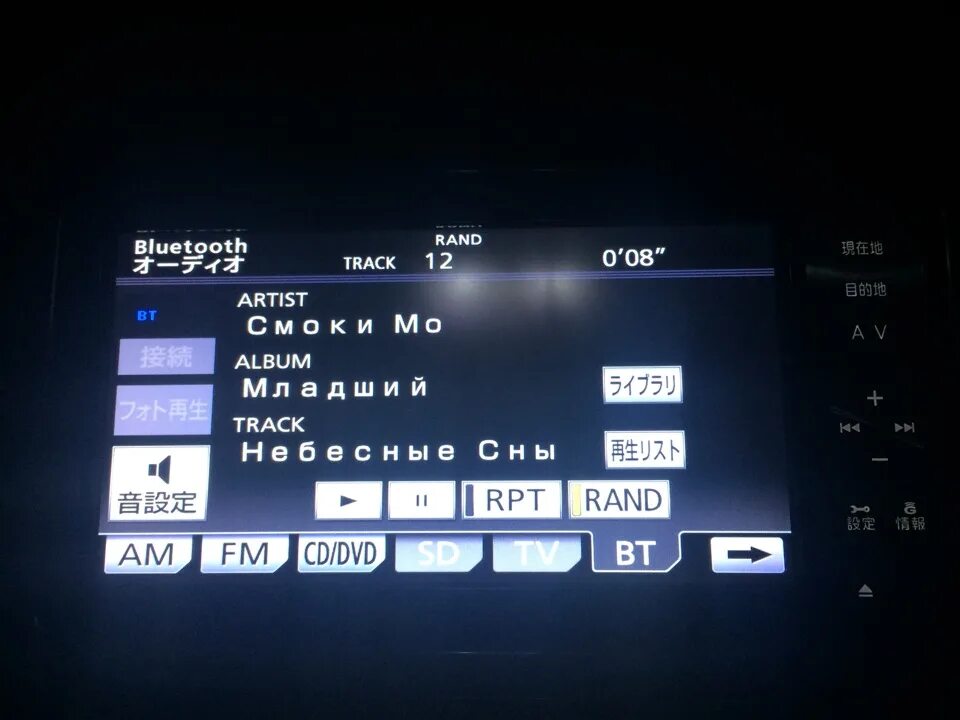 Bluetooth
オーディオ
TRACK 12 RAND 0'08"
現在地
目的地
AV
BT
ARTIST
Смоки Мо
接続
ALBUM
Младший
ライブラリ
フォト再生
TRACK
Небесные Сны
再生リスト
音設定
RPT
RAND
設定
情報
AM
FM
CD/DVD
SD
TV
BT